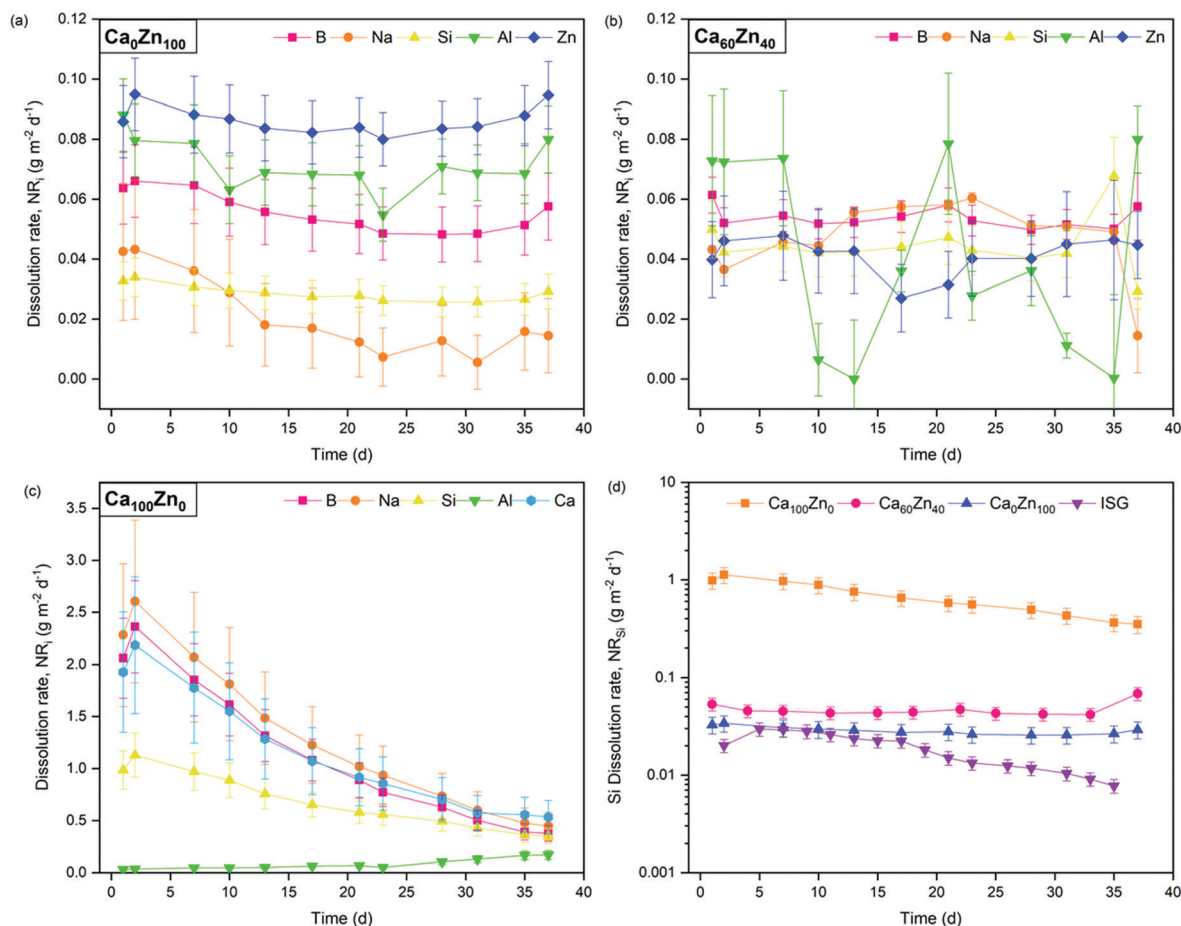 (a)
Ca₀Zn₁₀₀
B Na Si Al Zn
0.12
0.10
0.08
0.06
0.04
0.02
0.00
Dissolution rate, NRᵢ (g m⁻² d⁻¹)
0 5 10 15 20 25 30 35 40
Time (d)
(b)
Ca₆₀Zn₄₀
B Na Si Al Zn
0.12
0.10
0.08
0.06
0.04
0.02
0.00
Dissolution rate, NRᵢ (g m⁻² d⁻¹)
0 5 10 15 20 25 30 35 40
Time (d)
(c)
Ca₁₀₀Zn₀
B Na Si Al Ca
3.5
3.0
2.5
2.0
1.5
1.0
0.5
0.0
Dissolution rate, NRᵢ (g m⁻² d⁻¹)
0 5 10 15 20 25 30 35 40
Time (d)
(d)
Ca₁₀₀Zn₀ Ca₆₀Zn₄₀ Ca₀Zn₁₀₀ ISG
10
1
0.1
0.01
0.001
Si Dissolution rate, NR_Si (g m⁻² d⁻¹)
0 5 10 15 20 25 30 35 40
Time (d)